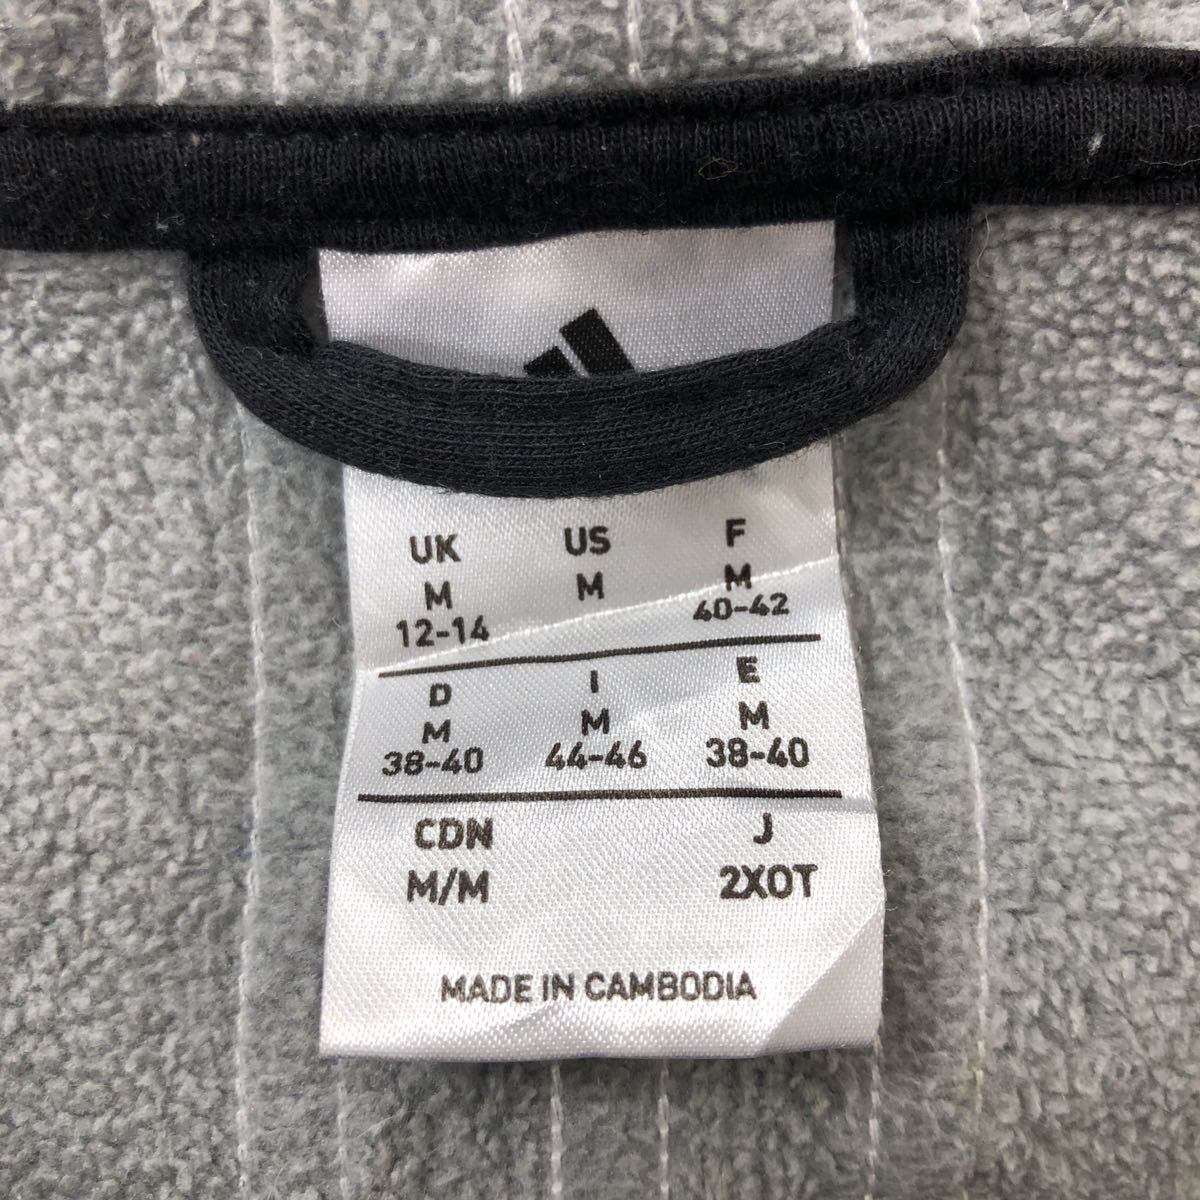 UK US F
M M M
12-14 40-42
D I E
M M M
38-40 44-46 38-40
CDN J
M/M 2XOT
MADE IN CAMBODIA